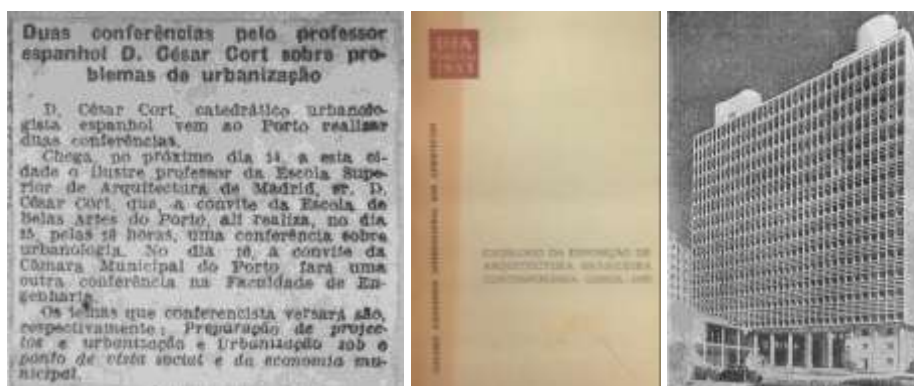 Duas conferências pelo professor
espanhol D. César Cort sobre pro-
blemas de urbanização
D. César Cort, catedrático urbanolo-
gista espanhol vem ao Porto realizar
duas conferências.
Chega, no próximo dia 14, a esta ci-
dade o ilustre professor da Escola Supe-
rior de Arquitectura de Madrid, sr. D.
César Cort, que, a convite da Escola de
Belas Artes do Porto, ali realiza, no dia
15, pelas 18 horas, uma conferência sobre
urbanologia. No dia 16, a convite da
Câmara Municipal do Porto, fará uma
outra conferência na Faculdade de En-
genharia.
Os temas que conferencista versará são,
respectivamente: Preparação de projec-
tos e urbanização e Urbanização sob o
ponto de vista social e da economia mu-
nicipal.
UIA
1953
CATÁLOGO DA EXPOSIÇÃO DE
ARQUITECTURA BRASILEIRA
CONTEMPORÂNEA